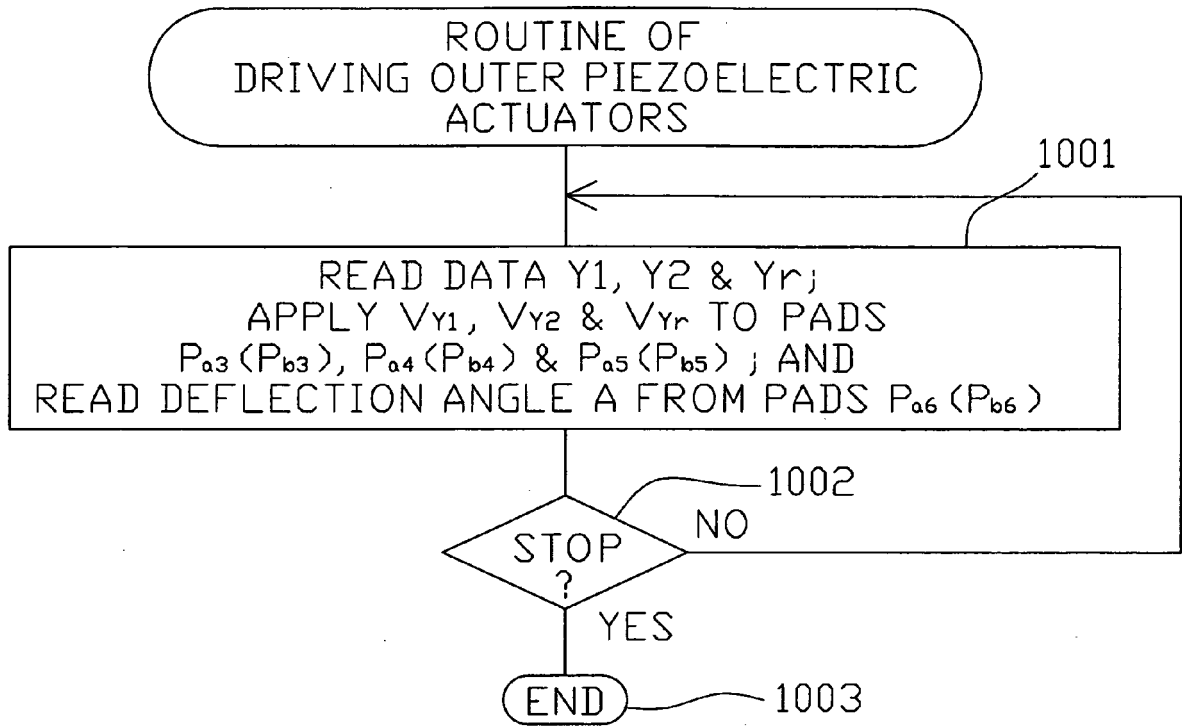 ROUTINE OF
DRIVING OUTER PIEZOELECTRIC
ACTUATORS
1001
READ DATA Y1, Y2 & Yr;
APPLY VY1, VY2 & VYr TO PADS
Pa3(Pb3), Pa4(Pb4) & Pa5(Pb5) ; AND
READ DEFLECTION ANGLE A FROM PADS Pa6(Pb6)
1002
NO
STOP
?
YES
END
1003